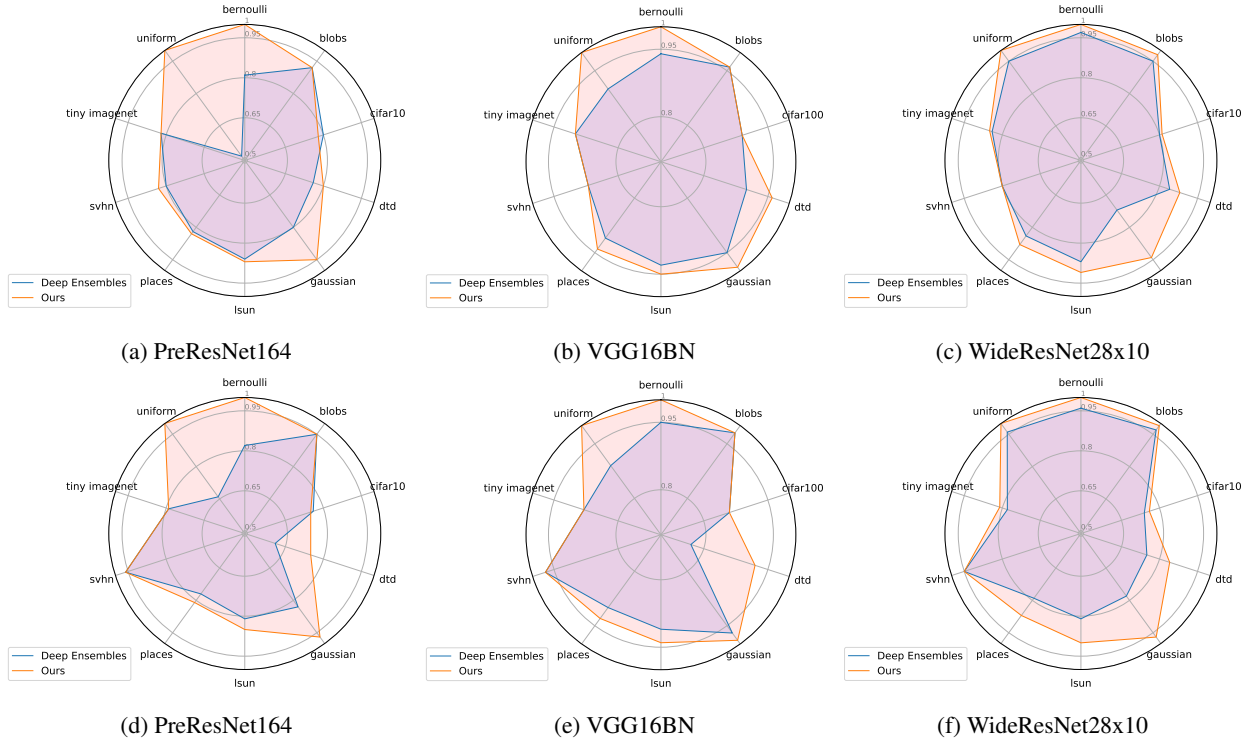 bernoulli
1
uniform
0.95
blobs
0.8
tiny imagenet
cifar10
0.65
0.5
svhn
dtd
places
gaussian
lsun
Deep Ensembles
Ours
(a) PreResNet164
bernoulli
1
uniform
0.95
blobs
tiny imagenet
0.8
cifar100
svhn
dtd
places
gaussian
lsun
Deep Ensembles
Ours
(b) VGG16BN
bernoulli
1
uniform
0.95
blobs
0.8
tiny imagenet
cifar10
0.65
0.5
svhn
dtd
places
gaussian
lsun
Deep Ensembles
Ours
(c) WideResNet28x10
bernoulli
1
uniform
0.95
blobs
0.8
tiny imagenet
cifar10
0.65
0.5
svhn
dtd
places
gaussian
lsun
Deep Ensembles
Ours
(d) PreResNet164
bernoulli
1
uniform
0.95
blobs
tiny imagenet
0.8
cifar100
svhn
dtd
places
gaussian
lsun
Deep Ensembles
Ours
(e) VGG16BN
bernoulli
1
uniform
0.95
blobs
0.8
tiny imagenet
cifar10
0.65
0.5
svhn
dtd
places
gaussian
lsun
Deep Ensembles
Ours
(f) WideResNet28x10